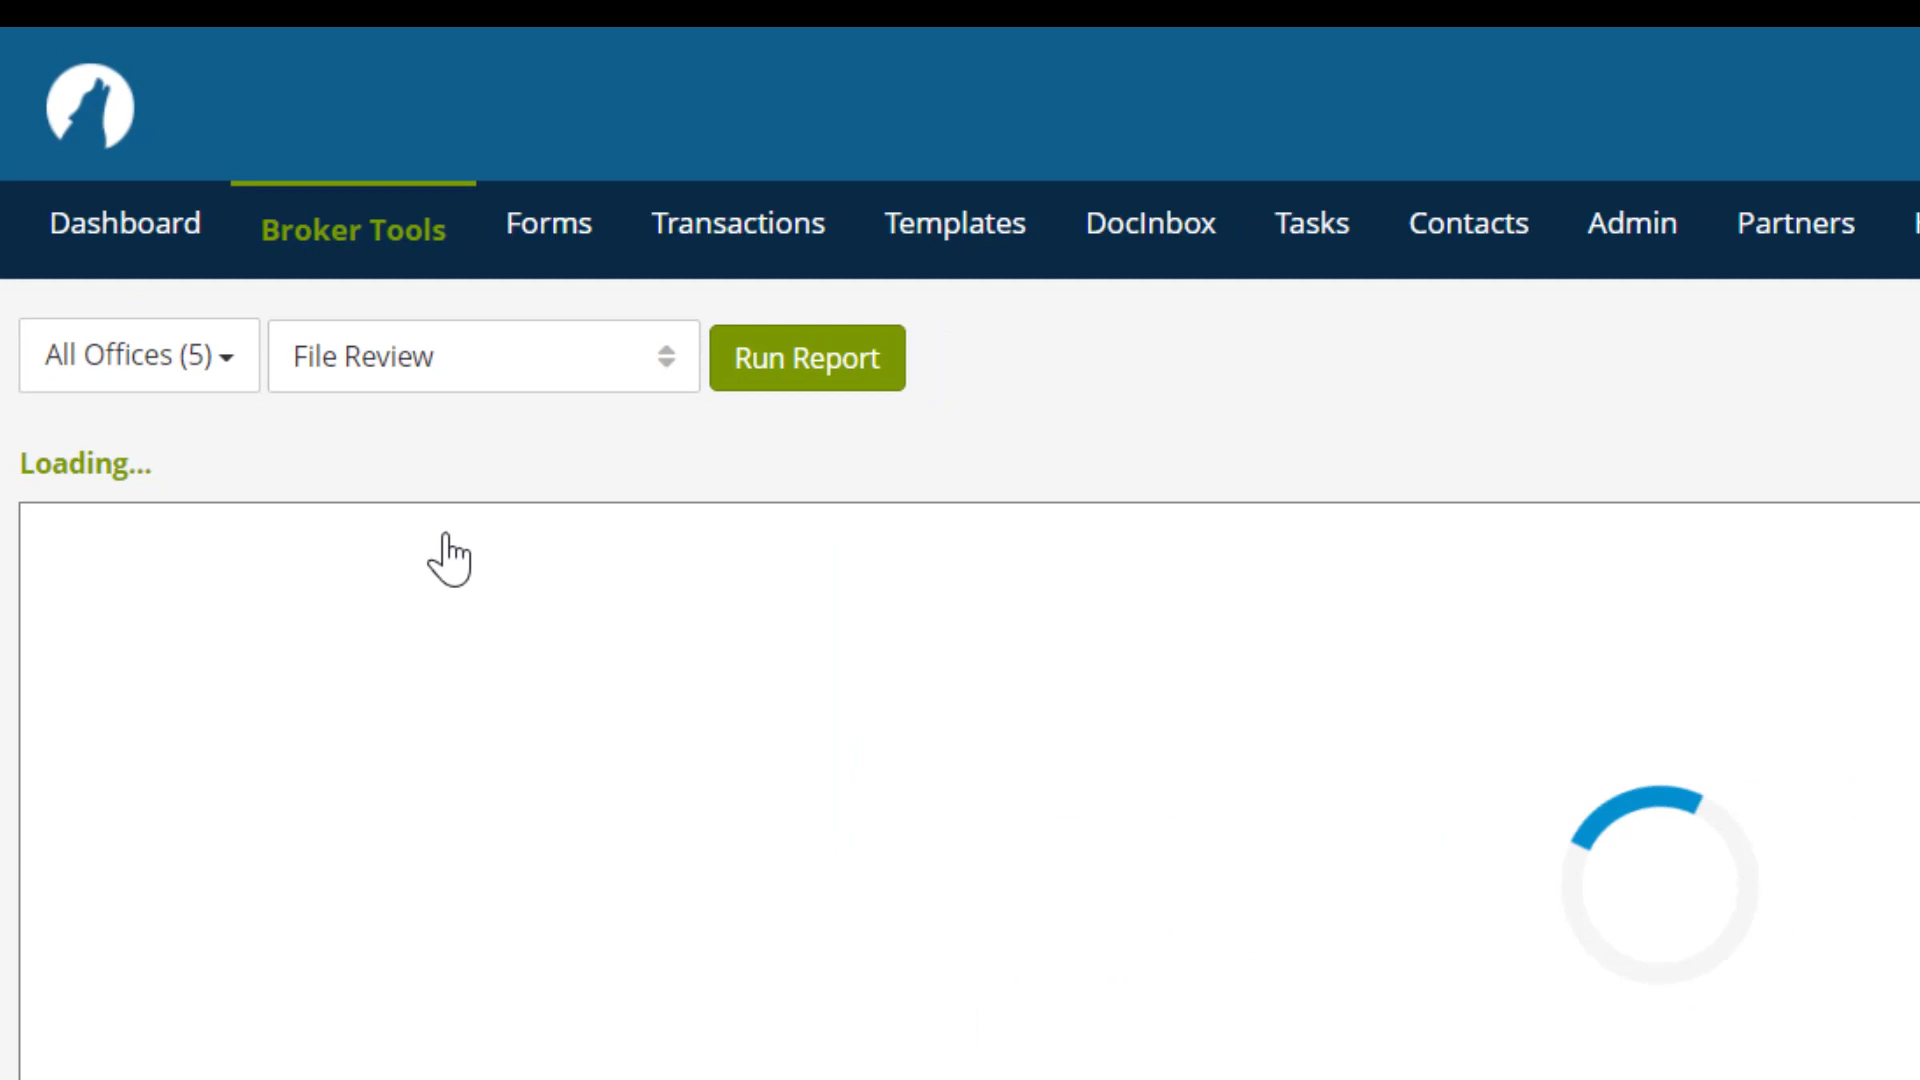 Dashboard Broker Tools Forms Transactions Templates DocInbox Tasks Contacts Admin Partners
All Offices (5) File Review Run Report
Loading...